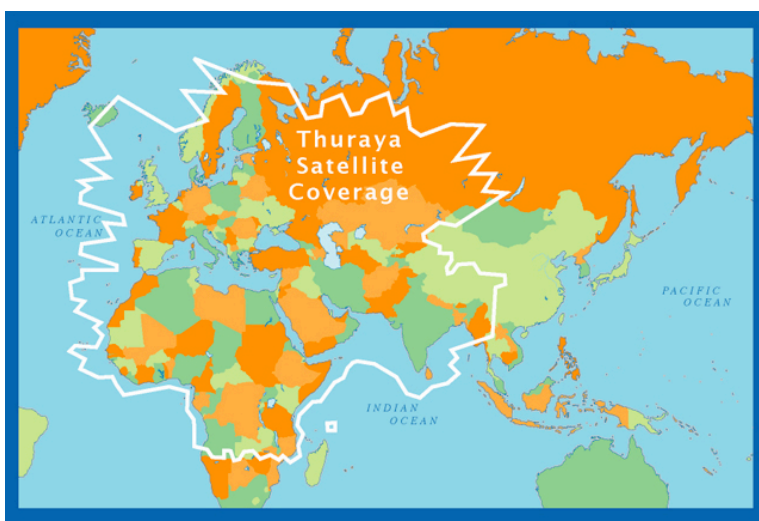 Thuraya
Satellite
Coverage
ATLANTIC
OCEAN
PACIFIC
OCEAN
INDIAN
OCEAN